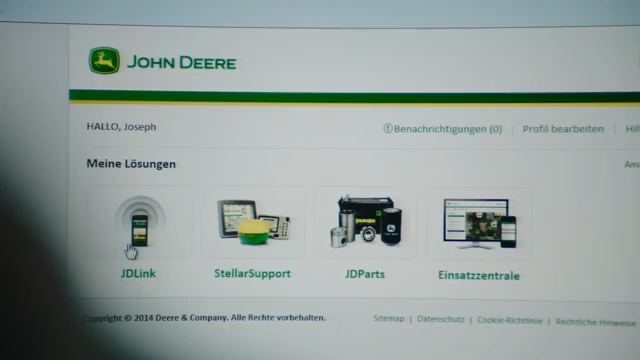 JOHN DEERE
HALLO, Joseph
Benachrichtigungen (0) | Profil bearbeiten |
Meine Lösungen
JDLink
StellarSupport
JDParts
Einsatzzentrale
Copyright © 2014 Deere & Company. Alle Rechte vorbehalten.
Sitemap | Datenschutz | Cookie-Richtlinie | Rechtliche Hinweise